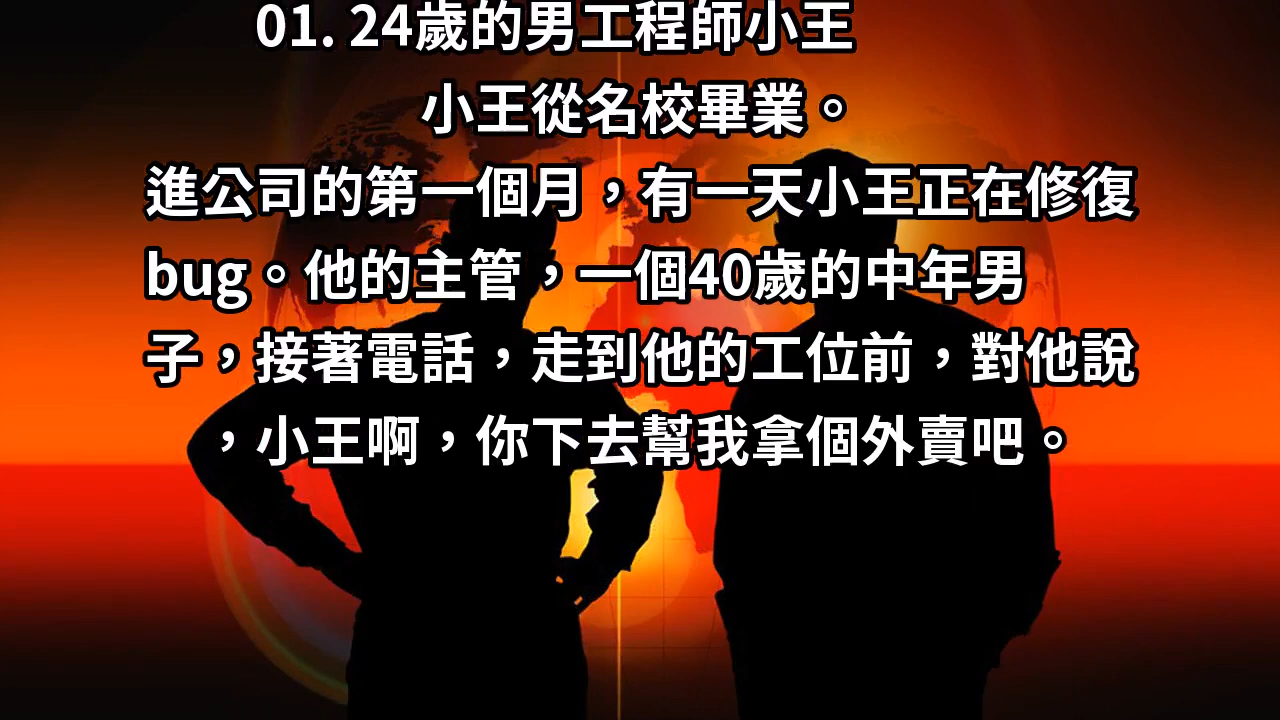 01. 24歲的男工程師小王
小王從名校畢業。
進公司的第一個月，有一天小王正在修復
bug。他的主管，一個40歲的中年男
子，接著電話，走到他的工位前，對他說
，小王啊，你下去幫我拿個外賣吧。